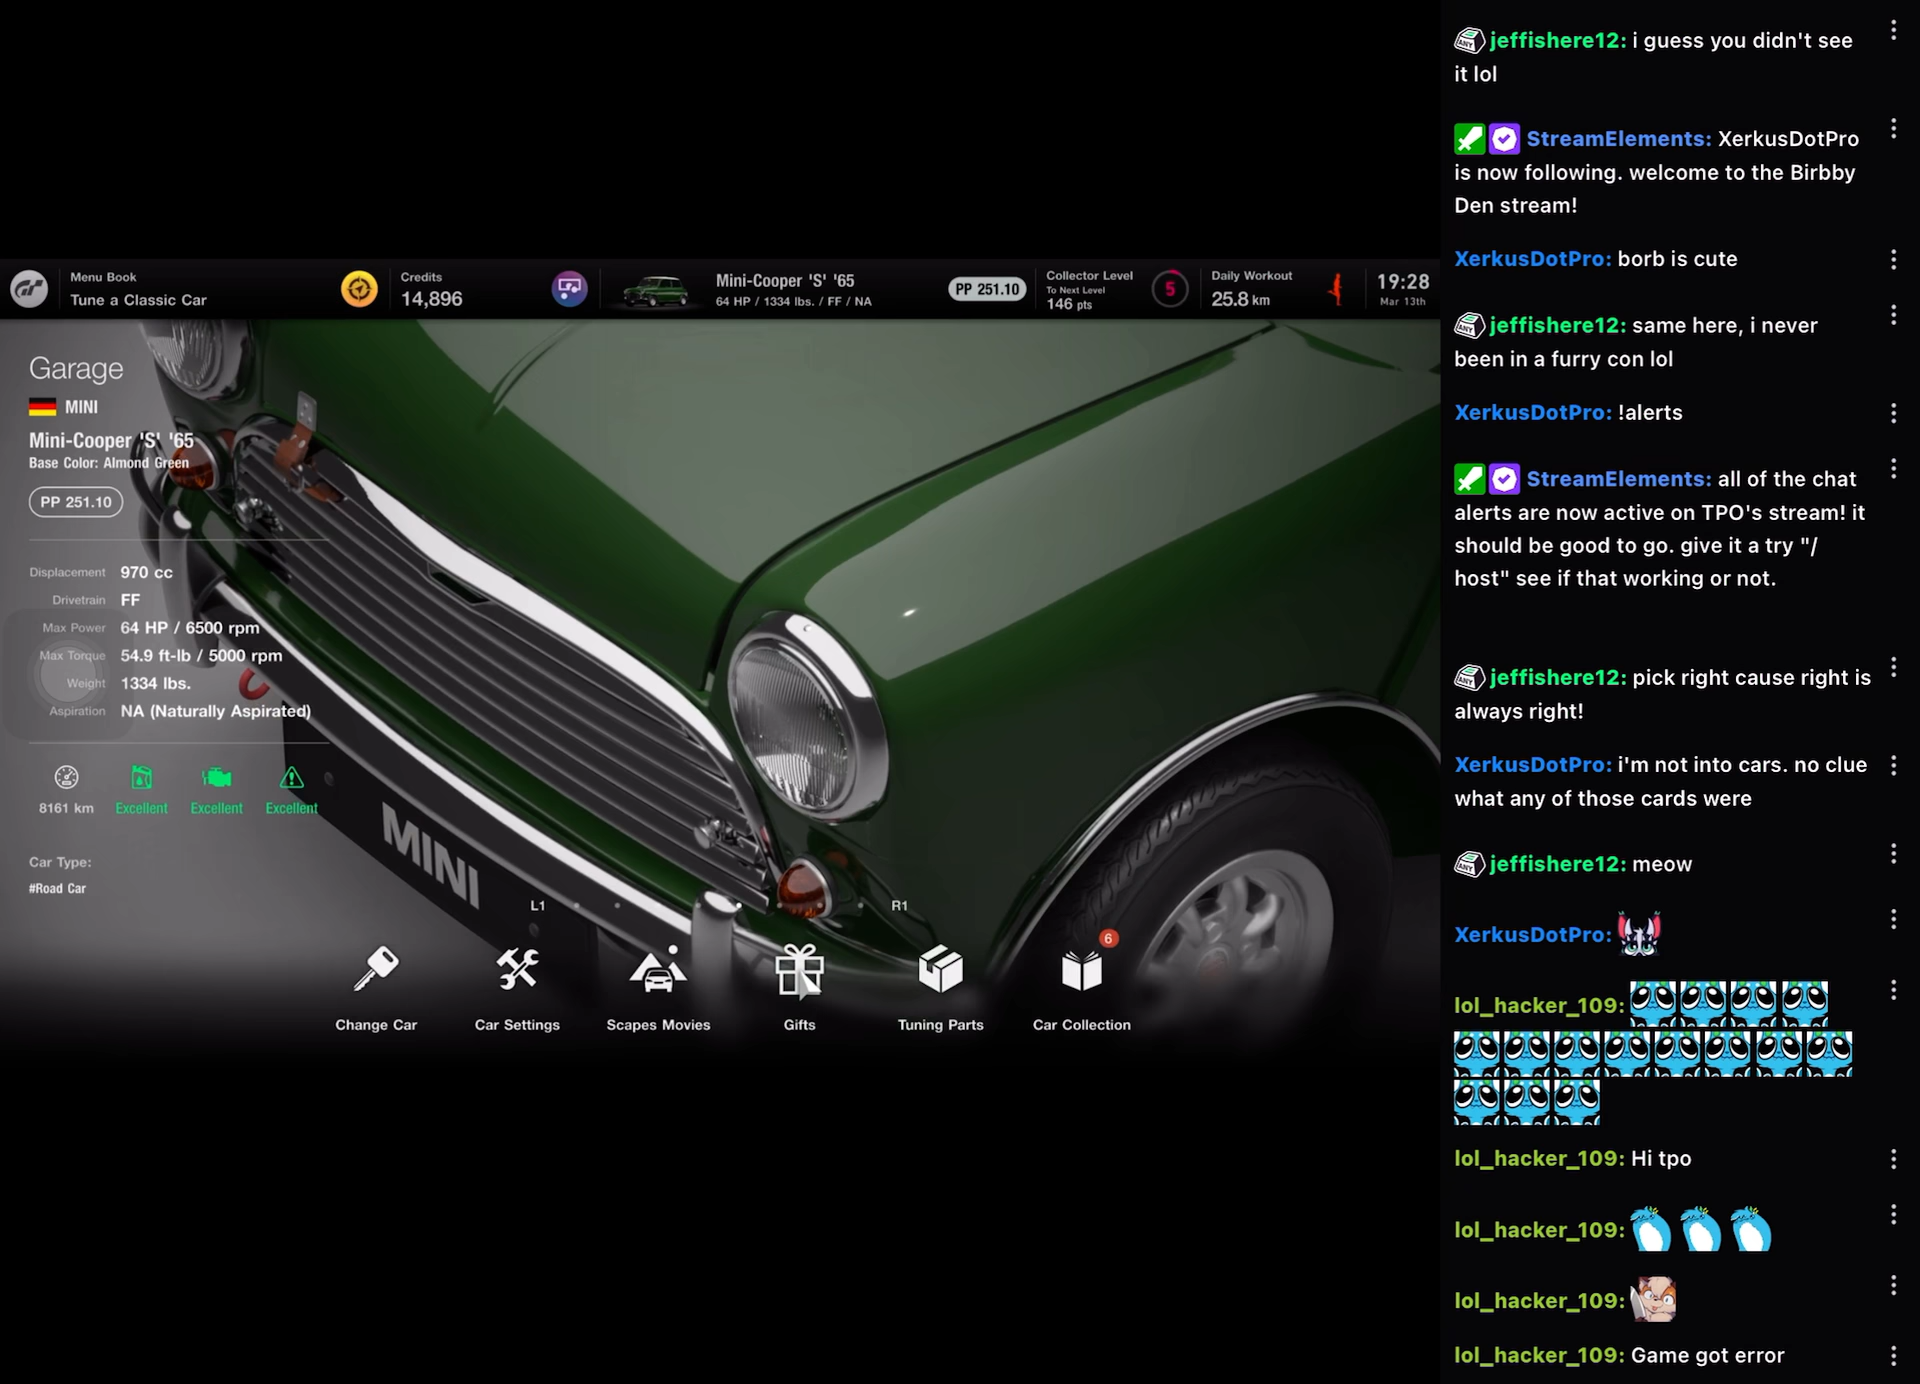 Menu Book
Tune a Classic Car
Credits
14,896
Mini-Cooper 'S' '65
64 HP / 1334 lbs. / FF / NA
PP 251.10
Collector Level
To Next Level
146 pts
5
Daily Workout
25.8 km
19:28
Mar 13th
Garage
MINI
Mini-Cooper 'S' '65
Base Color: Almond Green
PP 251.10
Displacement 970 cc
Drivetrain FF
Max Power 64 HP / 6500 rpm
Max Torque 54.9 ft-lb / 5000 rpm
Weight 1334 lbs.
Aspiration NA (Naturally Aspirated)
8161 km Excellent Excellent Excellent
Car Type:
#Road Car
MINI
L1
R1
6
Change Car
Car Settings
Scapes Movies
Gifts
Tuning Parts
Car Collection
jeffishere12: i guess you didn't see
it lol
StreamElements: XerkusDotPro
is now following. welcome to the Birbby
Den stream!
XerkusDotPro: borb is cute
jeffishere12: same here, i never
been in a furry con lol
XerkusDotPro: !alerts
StreamElements: all of the chat
alerts are now active on TPO's stream! it
should be good to go. give it a try "/
host" see if that working or not.
jeffishere12: pick right cause right is
always right!
XerkusDotPro: i'm not into cars. no clue
what any of those cards were
jeffishere12: meow
XerkusDotPro:
lol_hacker_109:
lol_hacker_109: Hi tpo
lol_hacker_109:
lol_hacker_109:
lol_hacker_109: Game got error